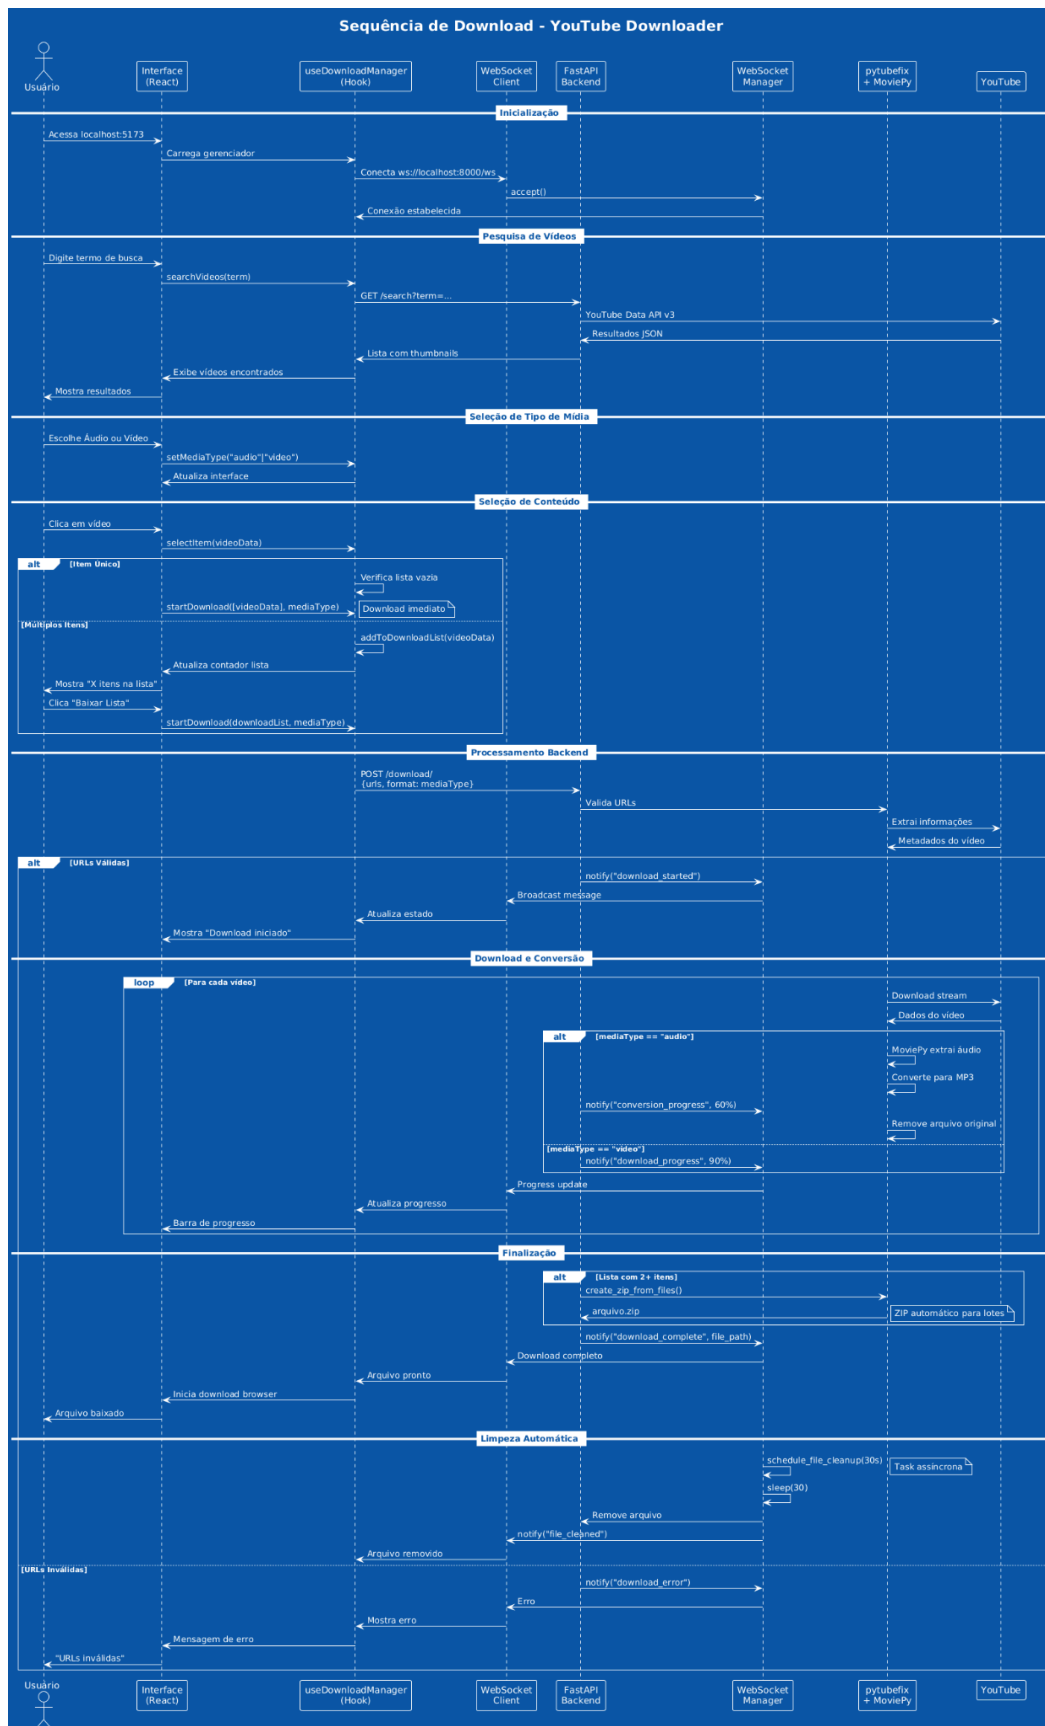 Sequência de Download - YouTube Downloader
Usuário
Interface
(React)
useDownloadManager
(Hook)
WebSocket
Client
FastAPI
Backend
WebSocket
Manager
pytubefix
+ MoviePy
YouTube
Inicialização
Acessa localhost:5173
Carrega gerenciador
Conecta ws://localhost:8000/ws
accept()
Conexão estabelecida
Pesquisa de Vídeos
Digite termo de busca
searchVideos(term)
GET /search?term=...
YouTube Data API v3
Resultados JSON
Lista com thumbnails
Exibe vídeos encontrados
Mostra resultados
Seleção de Tipo de Mídia
Escolhe Áudio ou Vídeo
setMediaType("audio"|"video")
Atualiza interface
Seleção de Conteúdo
Clica em vídeo
selectItem(videoData)
alt [Item Único]
Verifica lista vazia
startDownload([videoData], mediaType)
Download imediato
[Múltiplos Itens]
addToDownloadList(videoData)
Atualiza contador lista
Mostra "X itens na lista"
Clica "Baixar Lista"
startDownload(downloadList, mediaType)
Processamento Backend
POST /download/
{urls, format: mediaType}
Valida URLs
Extrai informações
Metadados do vídeo
alt [URLs Válidas]
notify("download_started")
Broadcast message
Atualiza estado
Mostra "Download iniciado"
Download e Conversão
loop [Para cada vídeo]
Download stream
Dados do vídeo
alt [mediaType == "audio"]
MoviePy extrai áudio
Converte para MP3
notify("conversion_progress", 60%)
Remove arquivo original
[mediaType == "video"]
notify("download_progress", 90%)
Progress update
Atualiza progresso
Barra de progresso
Finalização
alt [Lista com 2+ itens]
create_zip_from_files()
arquivo.zip
ZIP automático para lotes
notify("download_complete", file_path)
Download completo
Arquivo pronto
Inicia download browser
Arquivo baixado
Limpeza Automática
schedule_file_cleanup(30s)
Task assíncrona
sleep(30)
Remove arquivo
notify("file_cleaned")
Arquivo removido
[URLs Inválidas]
notify("download_error")
Erro
Mostra erro
Mensagem de erro
"URLs inválidas"
Usuário
Interface
(React)
useDownloadManager
(Hook)
WebSocket
Client
FastAPI
Backend
WebSocket
Manager
pytubefix
+ MoviePy
YouTube